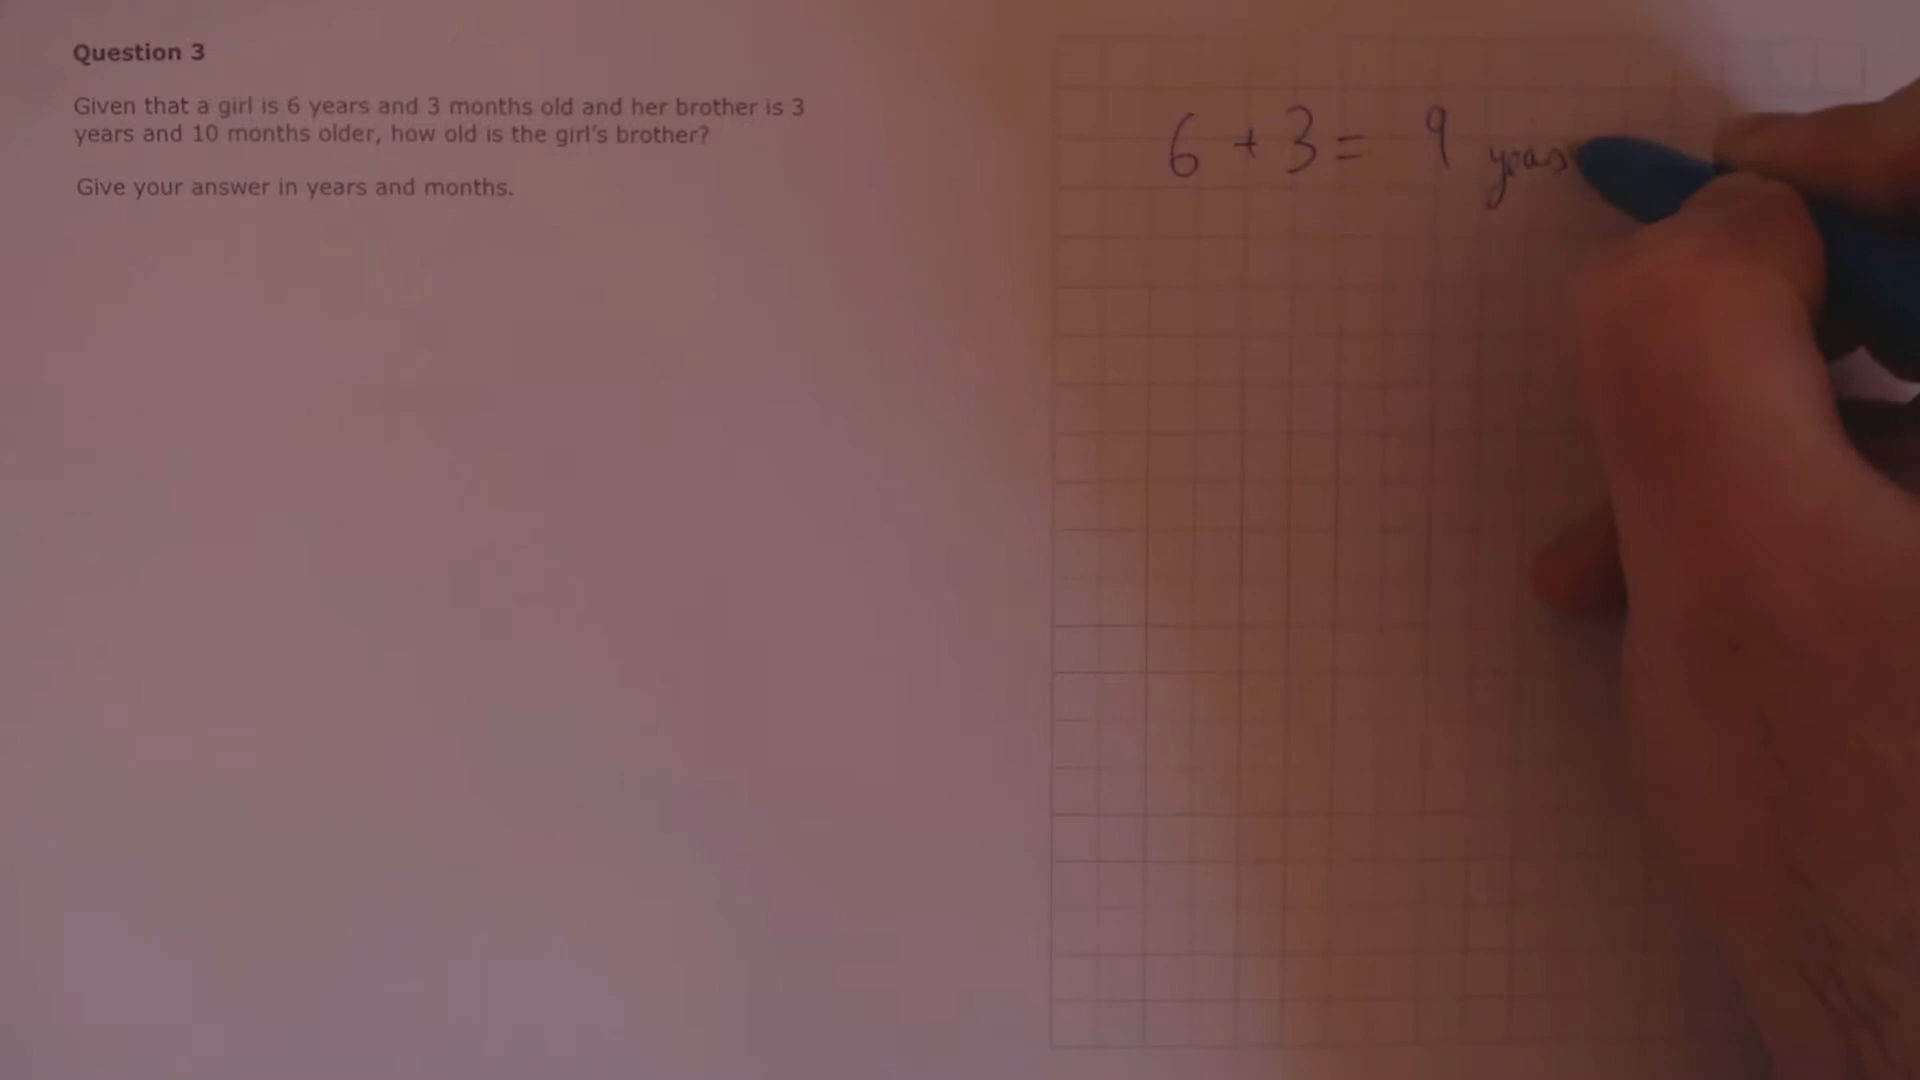 Question 3
Given that a girl is 6 years and 3 months old and her brother is 3
years and 10 months older, how old is the girl's brother?
Give your answer in years and months.
6 + 3 = 9 years